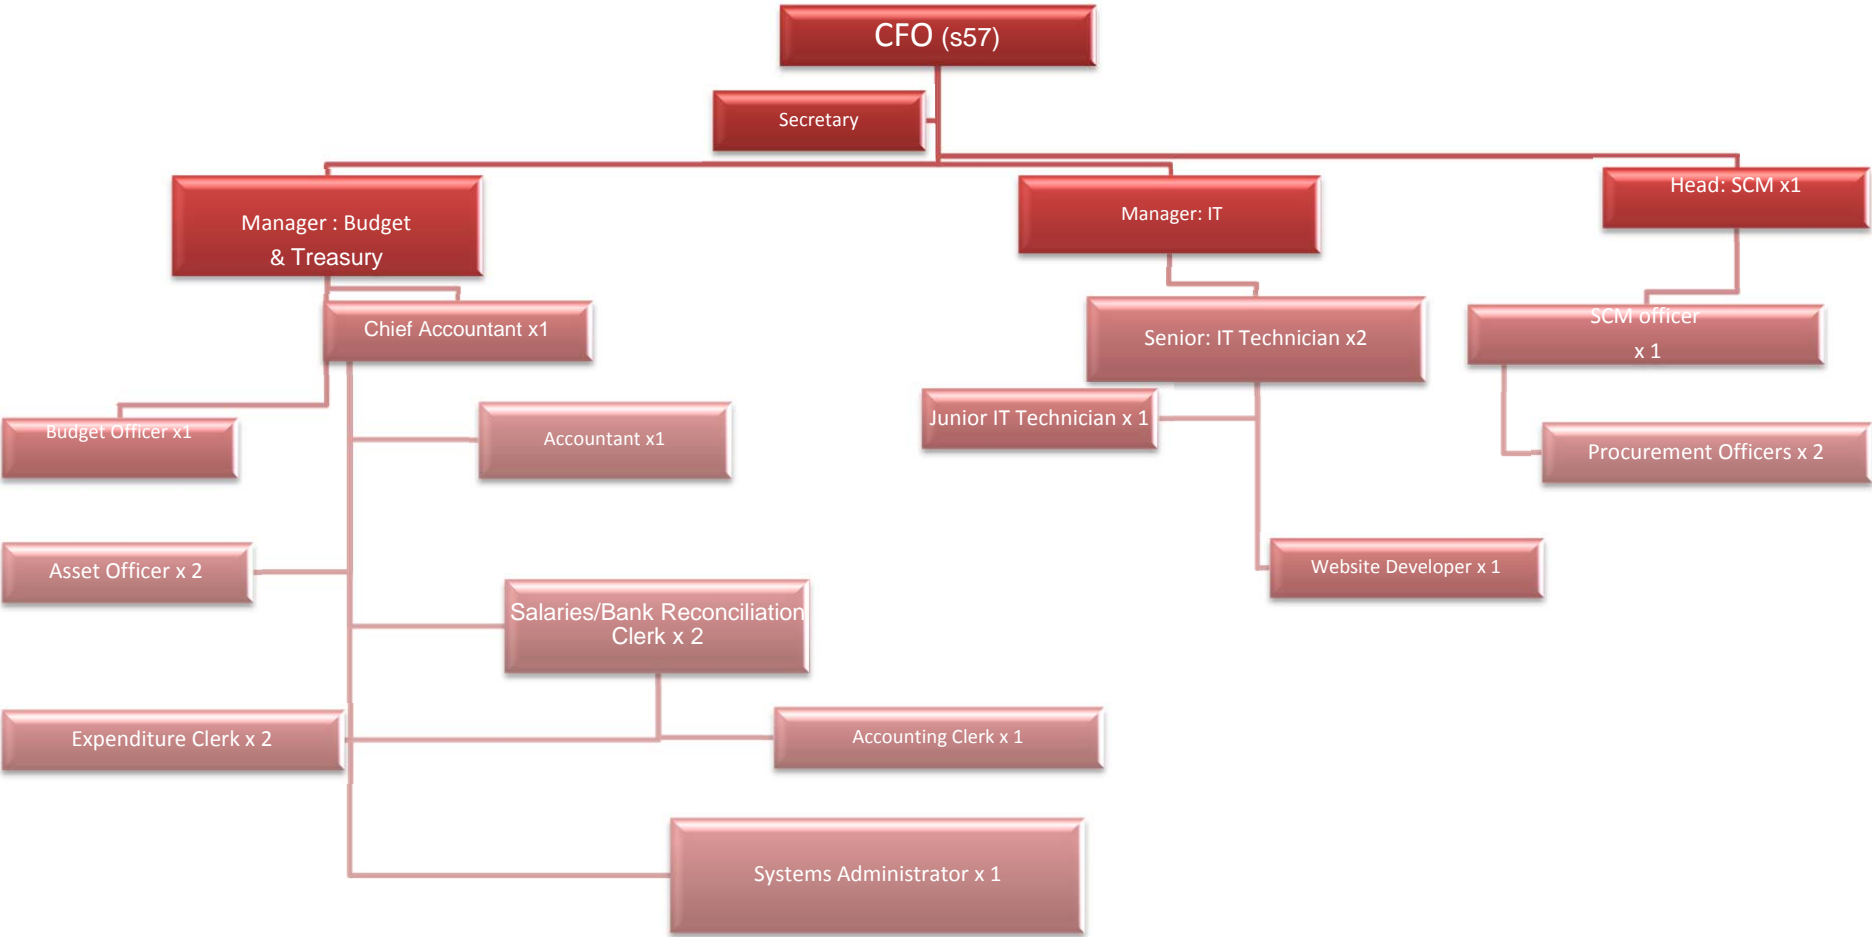 CFO (s57)
Secretary
Manager : Budget
& Treasury
Manager: IT
Head: SCM x1
Chief Accountant x1
Senior: IT Technician x2
SCM officer
x 1
Budget Officer x1
Accountant x1
Junior IT Technician x 1
Procurement Officers x 2
Asset Officer x 2
Website Developer x 1
Salaries/Bank Reconciliation
Clerk x 2
Expenditure Clerk x 2
Accounting Clerk x 1
Systems Administrator x 1